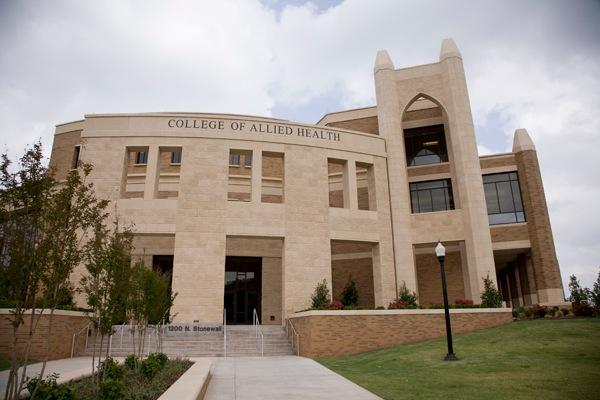 COLLEGE OF ALLIED HEALTH
1200 N. Stonewall